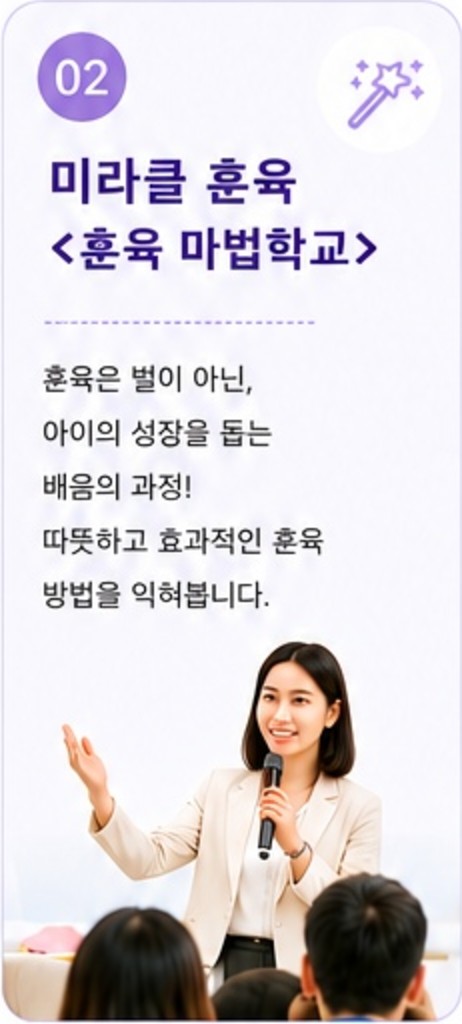 02
미라클 훈육
<훈육 마법학교>
훈육은 벌이 아닌,
아이의 성장을 돕는
배움의 과정!
따뜻하고 효과적인 훈육
방법을 익혀봅니다.